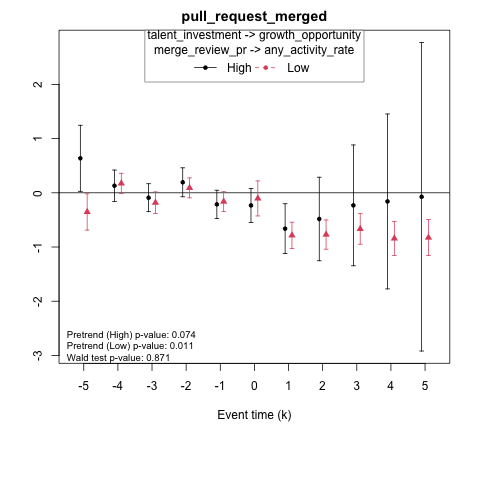 pull_request_merged
talent_investment -> growth_opportunity
merge_review_pr -> any_activity_rate
High Low
2
1
0
-1
-2
-3
Pretrend (High) p-value: 0.074
Pretrend (Low) p-value: 0.011
Wald test p-value: 0.871
-5 -4 -3 -2 -1 0 1 2 3 4 5
Event time (k)